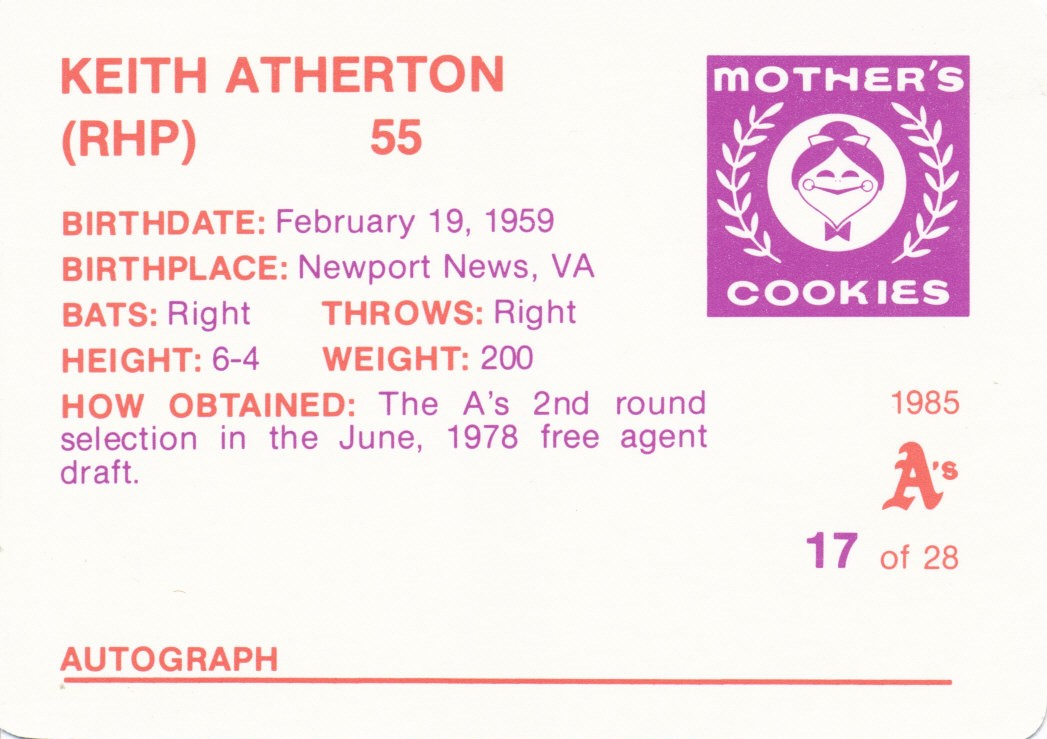 KEITH ATHERTON
(RHP) 55
BIRTHDATE: February 19, 1959
BIRTHPLACE: Newport News, VA
BATS: Right THROWS: Right
HEIGHT: 6-4 WEIGHT: 200
HOW OBTAINED: The A's 2nd round
selection in the June, 1978 free agent
draft.
MOTHER'S
COOKIES
1985
A's
17 of 28
AUTOGRAPH